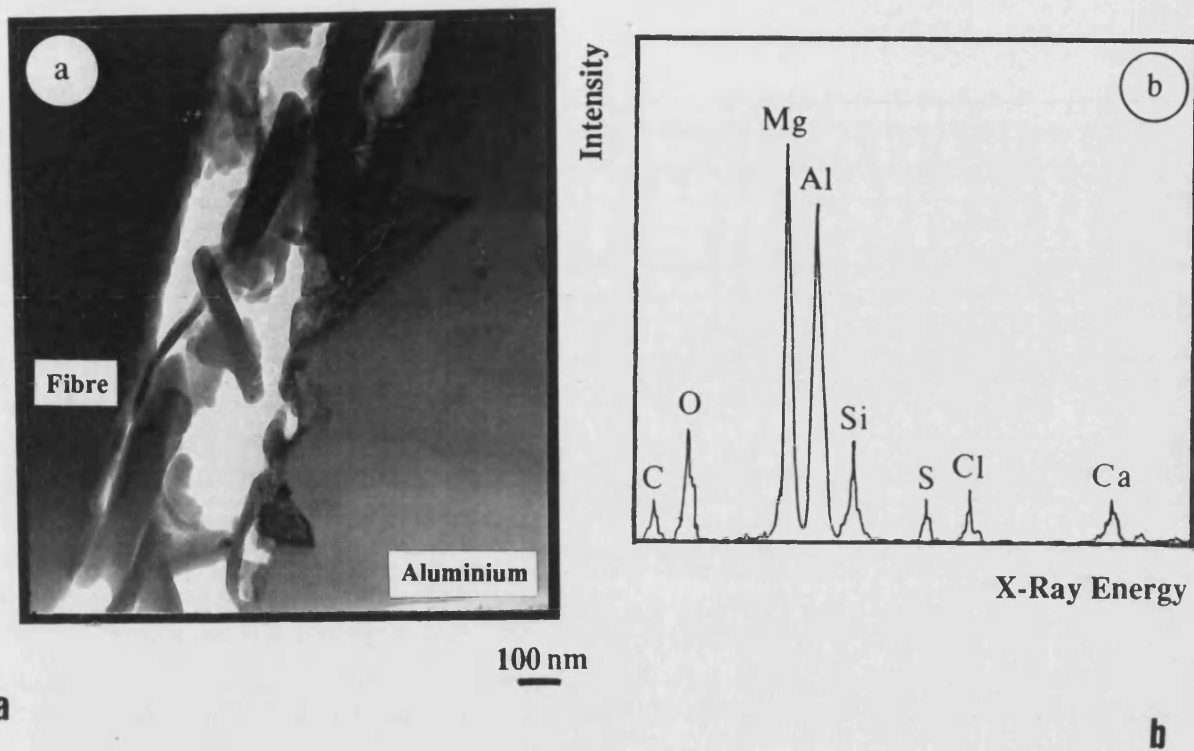 a
Fibre
Aluminium
100 nm
a
Intensity
b
Mg
Al
O
Si
C
S
Cl
Ca
X-Ray Energy
b